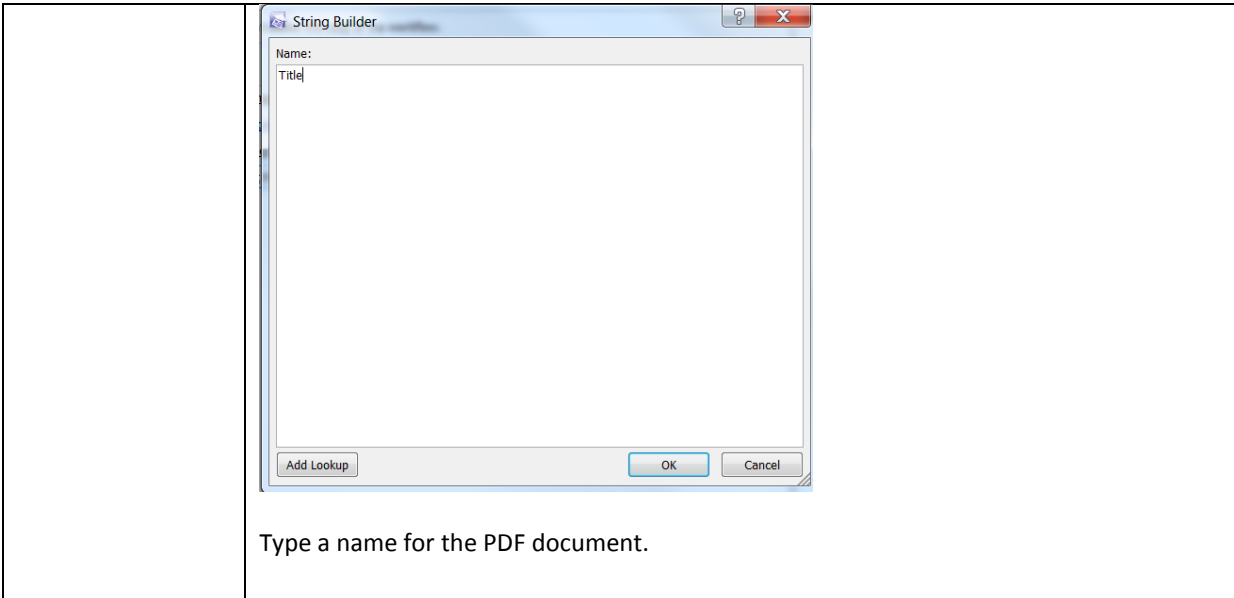 String Builder
Name:
Title
Add Lookup
OK
Cancel
Type a name for the PDF document.